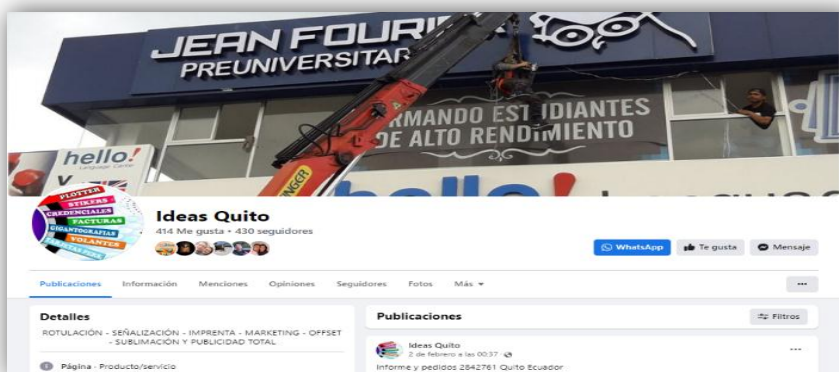 JEAN FOURIER
PREUNIVERSITAR
RMANDO ESTUDIANTES
DE ALTO RENDIMIENTO
hello!
Language Center
hello!
PLOTTER
STIKERS
CREDENCIALES
FACTURAS
GIGANTOGRAFIAS
VOLANTES
Ideas Quito
414 Me gusta • 430 seguidores
WhatsApp
Te gusta
Mensaje
Publicaciones
Información
Menciones
Opiniones
Seguidores
Fotos
Más
...
Detalles
ROTULACIÓN - SEÑALIZACIÓN - IMPRENTA - MARKETING - OFFSET
- SUBLIMACIÓN Y PUBLICIDAD TOTAL
Página · Producto/servicio
Publicaciones
Filtros
Ideas Quito
...
2 de febrero a las 00:37 ·
Informe y pedidos 2842761 Quito Ecuador